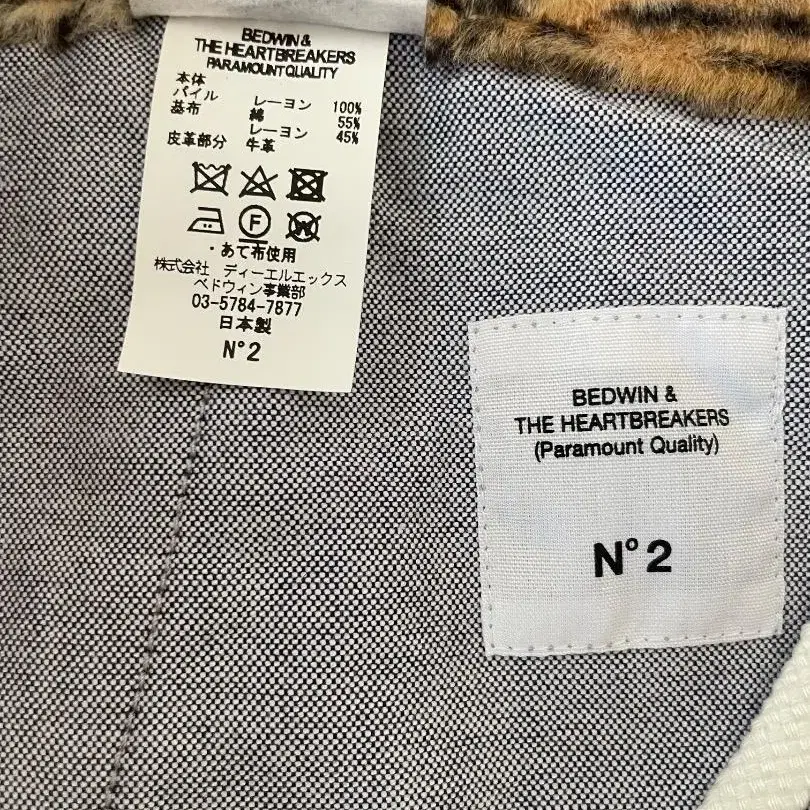 BEDWIN &
THE HEARTBREAKERS
PARAMOUNT QUALITY
本体
パイル レーヨン 100%
基布 綿 55%
レーヨン 45%
皮革部分 牛革
F
W
・あて布使用
株式会社 ディーエルエックス
ベドウィン事業部
03-5784-7877
日本製
N°2
BEDWIN &
THE HEARTBREAKERS
(Paramount Quality)
N°2